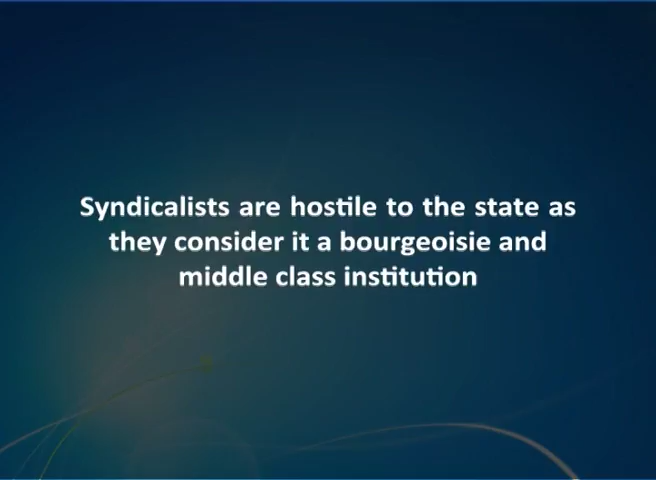 Syndicalists are hostile to the state as
they consider it a bourgeoisie and
middle class institution